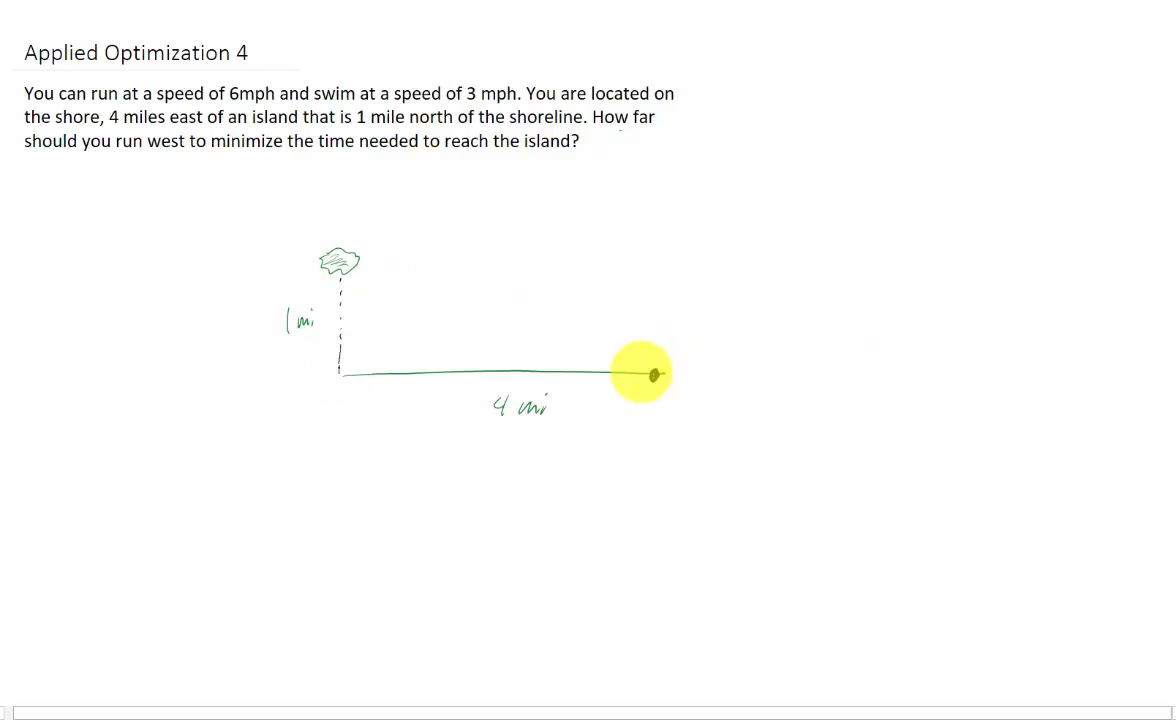 Applied Optimization 4
You can run at a speed of 6mph and swim at a speed of 3 mph. You are located on
the shore, 4 miles east of an island that is 1 mile north of the shoreline. How far
should you run west to minimize the time needed to reach the island?
1 mi
4 mi